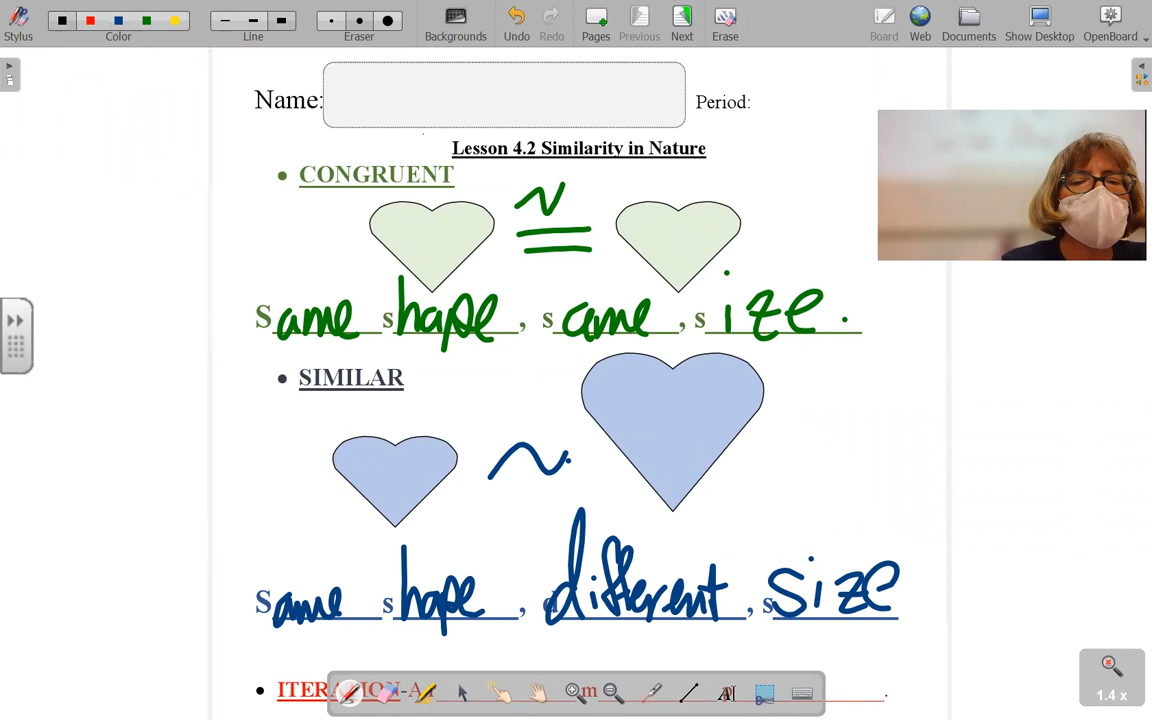 Stylus Color Line Eraser Backgrounds Undo Redo Pages Previous Next Erase Board Web Documents Show Desktop OpenBoard
Name: Period:
Lesson 4.2 Similarity in Nature
• CONGRUENT
≅
Same shape, same, size.
• SIMILAR
~
Same shape, different, size
• ITERATION-A
1.4 x